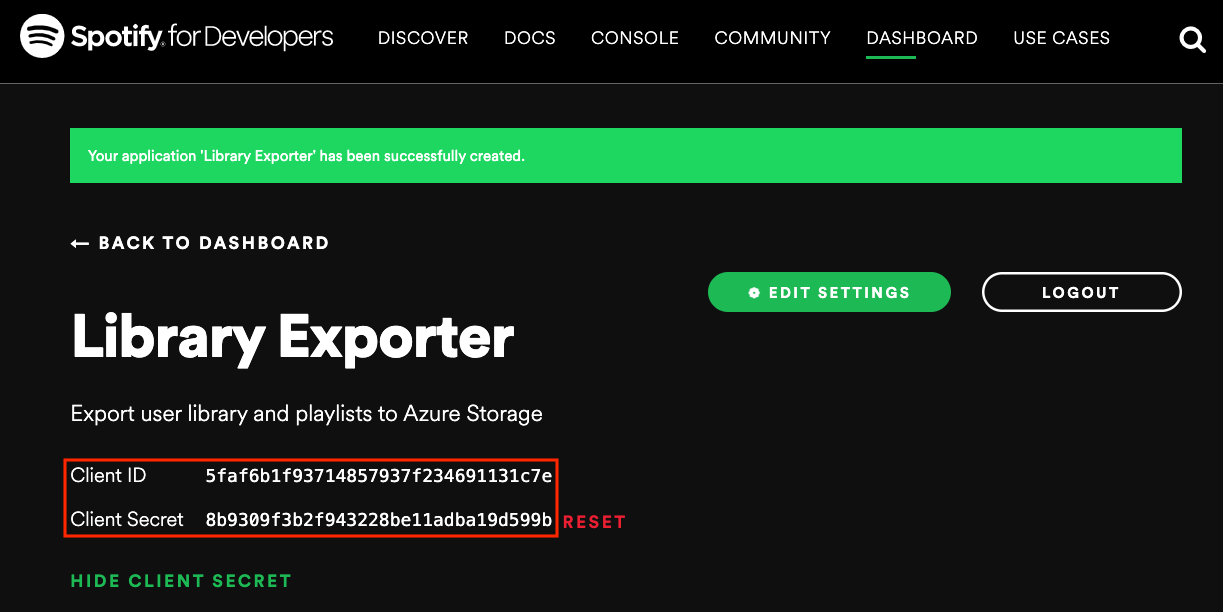 Spotify® for Developers DISCOVER DOCS CONSOLE COMMUNITY DASHBOARD USE CASES
Your application 'Library Exporter' has been successfully created.
← BACK TO DASHBOARD
EDIT SETTINGS LOGOUT
Library Exporter
Export user library and playlists to Azure Storage
Client ID 5faf6b1f93714857937f234691131c7e
Client Secret 8b9309f3b2f943228be11adba19d599b RESET
HIDE CLIENT SECRET